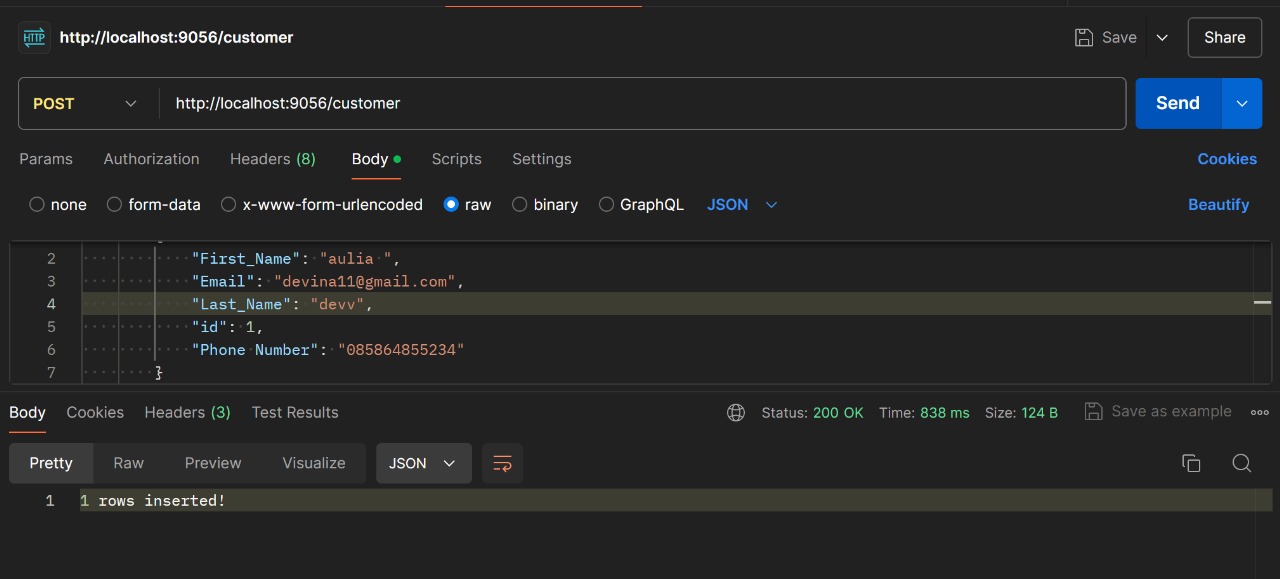 HTTP http://localhost:9056/customer Save Share
POST http://localhost:9056/customer Send
Params Authorization Headers (8) Body Scripts Settings Cookies
none form-data x-www-form-urlencoded raw binary GraphQL JSON Beautify
2 "First_Name": "aulia ",
3 "Email": "devina11@gmail.com",
4 "Last_Name": "devv",
5 "id": 1,
6 "Phone Number": "085864855234"
7 }
Body Cookies Headers (3) Test Results Status: 200 OK Time: 838 ms Size: 124 B Save as example
Pretty Raw Preview Visualize JSON
1 1 rows inserted!